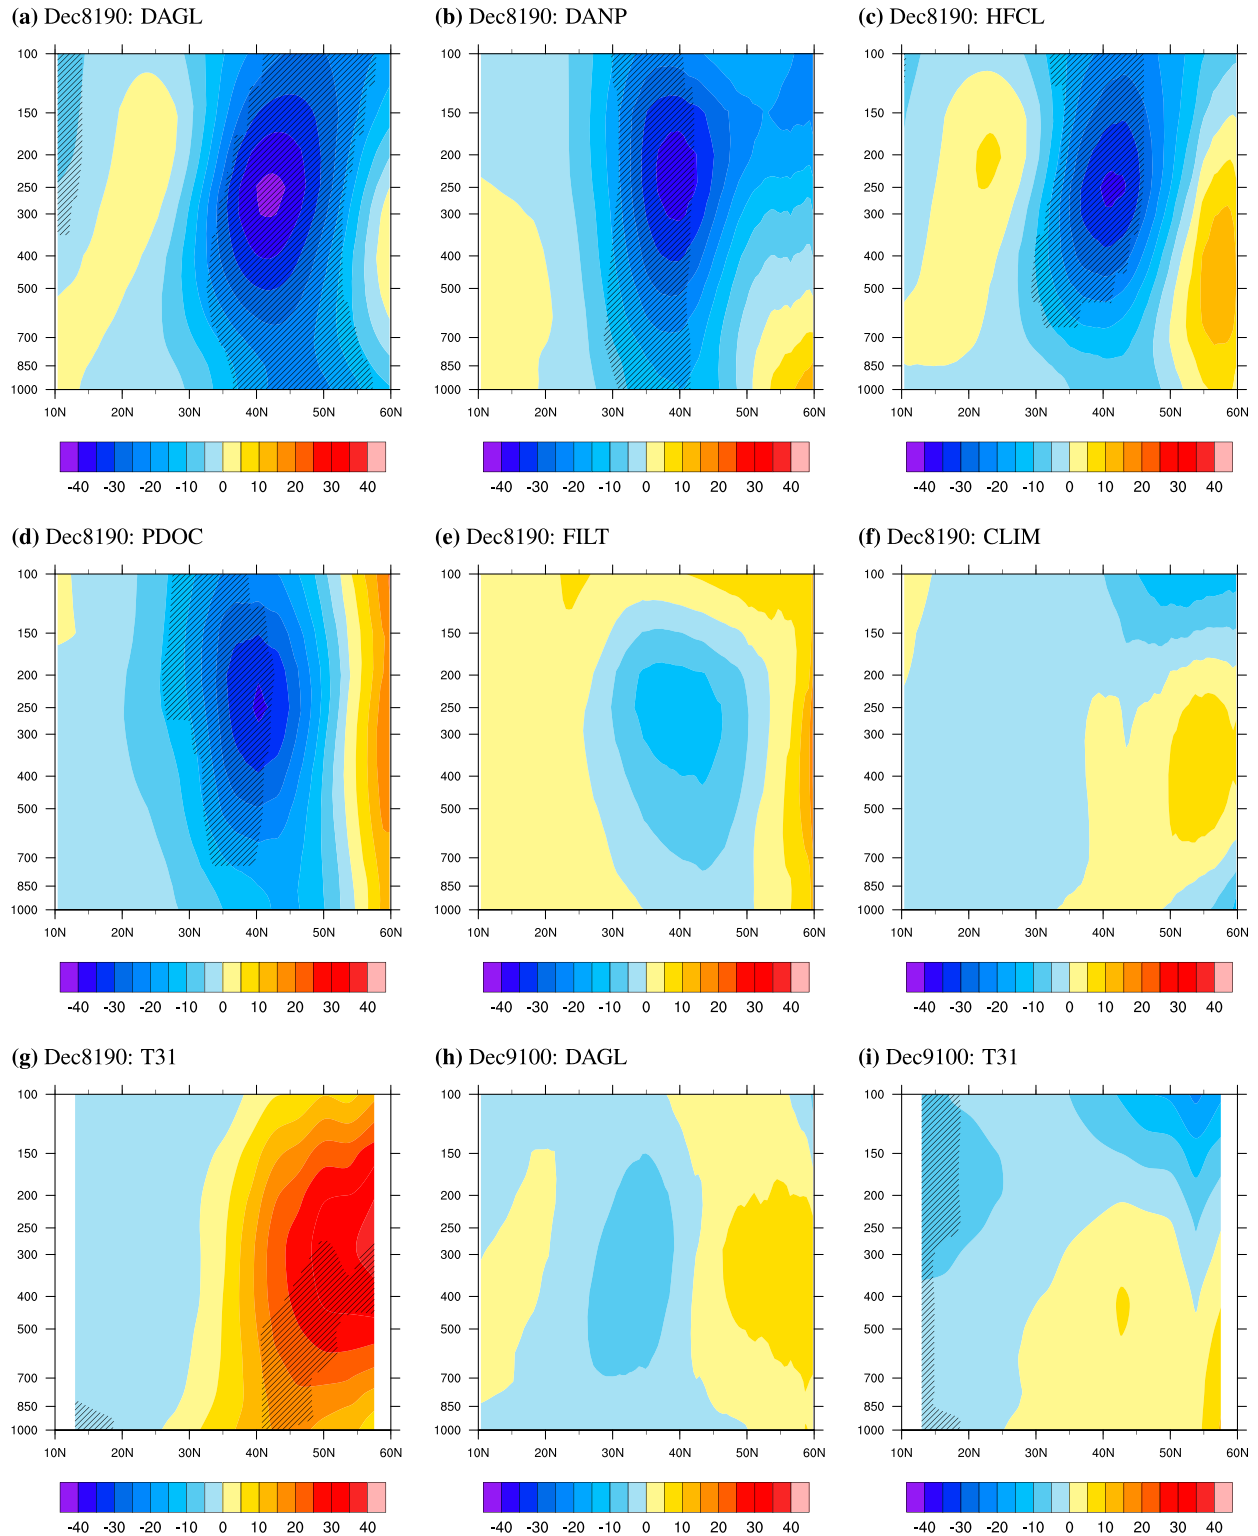 (a) Dec8190: DAGL
(b) Dec8190: DANP
(c) Dec8190: HFCL
100 150 200 250 300 400 500 700 850 1000
10N 20N 30N 40N 50N 60N
-40 -30 -20 -10 0 10 20 30 40
100 150 200 250 300 400 500 700 850 1000
10N 20N 30N 40N 50N 60N
-40 -30 -20 -10 0 10 20 30 40
100 150 200 250 300 400 500 700 850 1000
10N 20N 30N 40N 50N 60N
-40 -30 -20 -10 0 10 20 30 40
(d) Dec8190: PDOC
(e) Dec8190: FILT
(f) Dec8190: CLIM
100 150 200 250 300 400 500 700 850 1000
10N 20N 30N 40N 50N 60N
-40 -30 -20 -10 0 10 20 30 40
100 150 200 250 300 400 500 700 850 1000
10N 20N 30N 40N 50N 60N
-40 -30 -20 -10 0 10 20 30 40
100 150 200 250 300 400 500 700 850 1000
10N 20N 30N 40N 50N 60N
-40 -30 -20 -10 0 10 20 30 40
(g) Dec8190: T31
(h) Dec9100: DAGL
(i) Dec9100: T31
100 150 200 250 300 400 500 700 850 1000
10N 20N 30N 40N 50N 60N
-40 -30 -20 -10 0 10 20 30 40
100 150 200 250 300 400 500 700 850 1000
10N 20N 30N 40N 50N 60N
-40 -30 -20 -10 0 10 20 30 40
100 150 200 250 300 400 500 700 850 1000
10N 20N 30N 40N 50N 60N
-40 -30 -20 -10 0 10 20 30 40